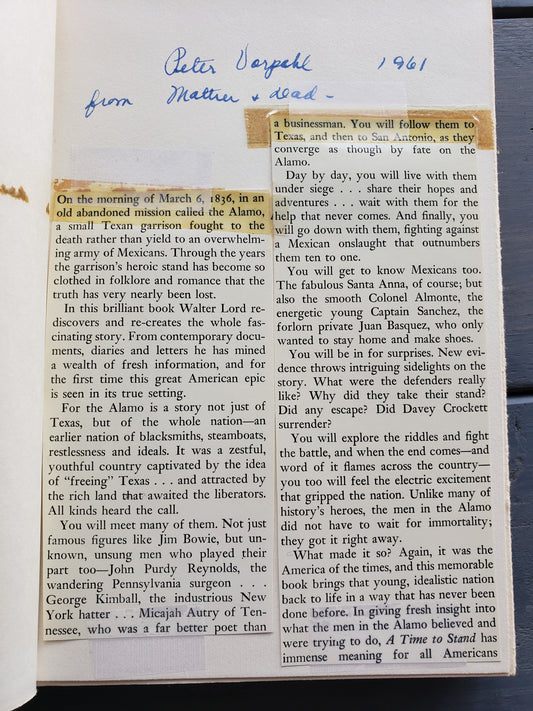 Peter Vorpahl 1961
from Mother + dad -
On the morning of March 6, 1836, in an
old abandoned mission called the Alamo,
a small Texan garrison fought to the
death rather than yield to an overwhelm-
ing army of Mexicans. Through the years
the garrison's heroic stand has become so
clothed in folklore and romance that the
truth has very nearly been lost.
In this brilliant book Walter Lord re-
discovers and re-creates the whole fas-
cinating story. From contemporary docu-
ments, diaries and letters he has mined
a wealth of fresh information, and for
the first time this great American epic
is seen in its true setting.
For the Alamo is a story not just of
Texas, but of the whole nation—an
earlier nation of blacksmiths, steamboats,
restlessness and ideals. It was a zestful,
youthful country captivated by the idea
of "freeing" Texas . . . and attracted by
the rich land that awaited the liberators.
All kinds heard the call.
You will meet many of them. Not just
famous figures like Jim Bowie, but un-
known, unsung men who played their
part too—John Purdy Reynolds, the
wandering Pennsylvania surgeon . . .
George Kimball, the industrious New
York hatter . . . Micajah Autry of Ten-
nessee, who was a far better poet than
a businessman. You will follow them to
Texas, and then to San Antonio, as they
converge as though by fate on the
Alamo.
Day by day, you will live with them
under siege . . . share their hopes and
adventures . . . wait with them for the
help that never comes. And finally, you
will go down with them, fighting against
a Mexican onslaught that outnumbers
them ten to one.
You will get to know Mexicans too.
The fabulous Santa Anna, of course; but
also the smooth Colonel Almonte, the
energetic young Captain Sanchez, the
forlorn private Juan Basquez, who only
wanted to stay home and make shoes.
You will be in for surprises. New evi-
dence throws intriguing sidelights on the
story. What were the defenders really
like? Why did they take their stand?
Did any escape? Did Davey Crockett
surrender?
You will explore the riddles and fight
the battle, and when the end comes—and
word of it flames across the country—
you too will feel the electric excitement
that gripped the nation. Unlike many of
history's heroes, the men in the Alamo
did not have to wait for immortality;
they got it right away.
What made it so? Again, it was the
America of the times, and this memorable
book brings that young, idealistic nation
back to life in a way that has never been
done before. In giving fresh insight into
what the men in the Alamo believed and
were trying to do, A Time to Stand has
immense meaning for all Americans